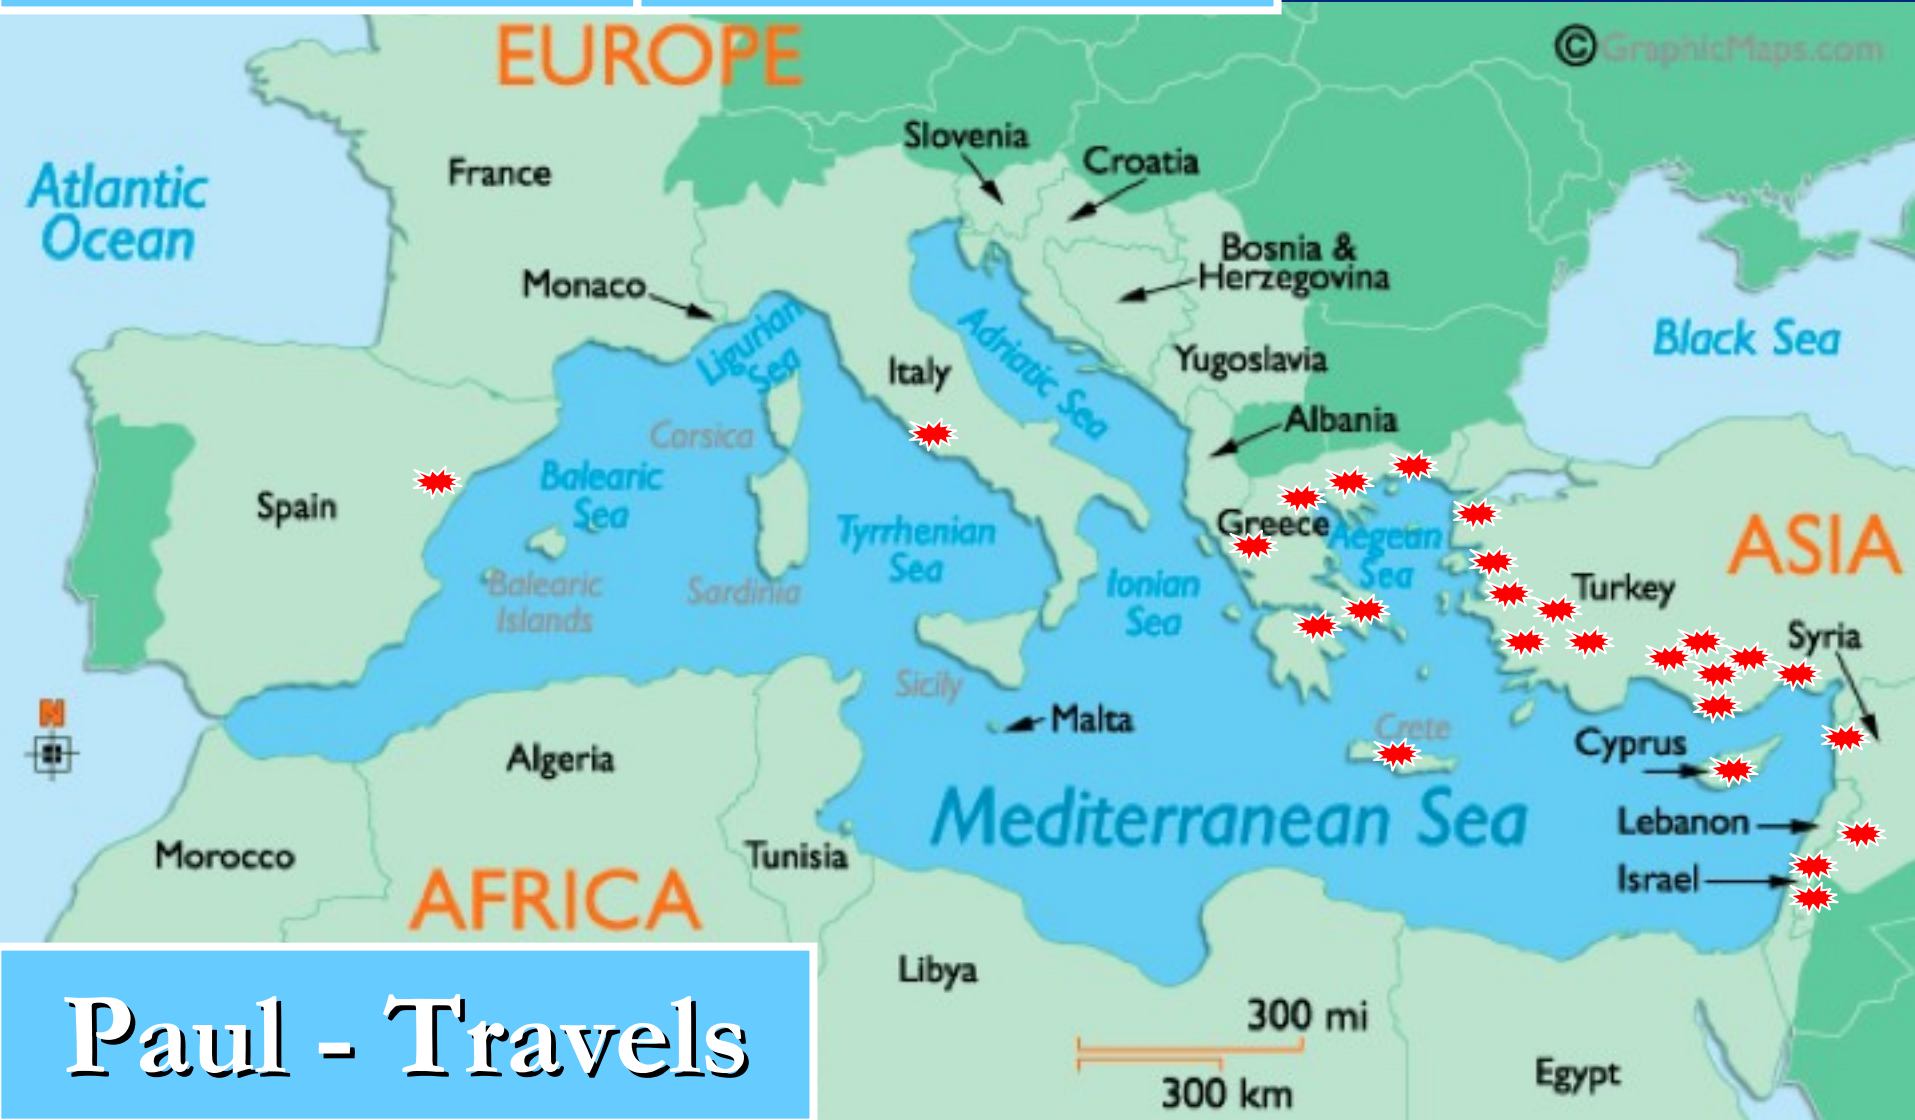 EUROPE
©GraphicMaps.com
Slovenia
Croatia
France
Atlantic
Ocean
Bosnia &
Herzegovina
Monaco
Ligurian
Sea
Adriatic Sea
Black Sea
Yugoslavia
Italy
Albania
Corsica
Balearic
Sea
Spain
Tyrrhenian
Sea
Greece
Aegean
Sea
ASIA
Turkey
Balearic
Islands
Sardinia
Ionian
Sea
Syria
Sicily
N
Malta
Crete
Cyprus
Algeria
Mediterranean Sea
Lebanon
Morocco
Tunisia
Israel
AFRICA
Libya
300 mi
300 km
Egypt
Paul - Travels